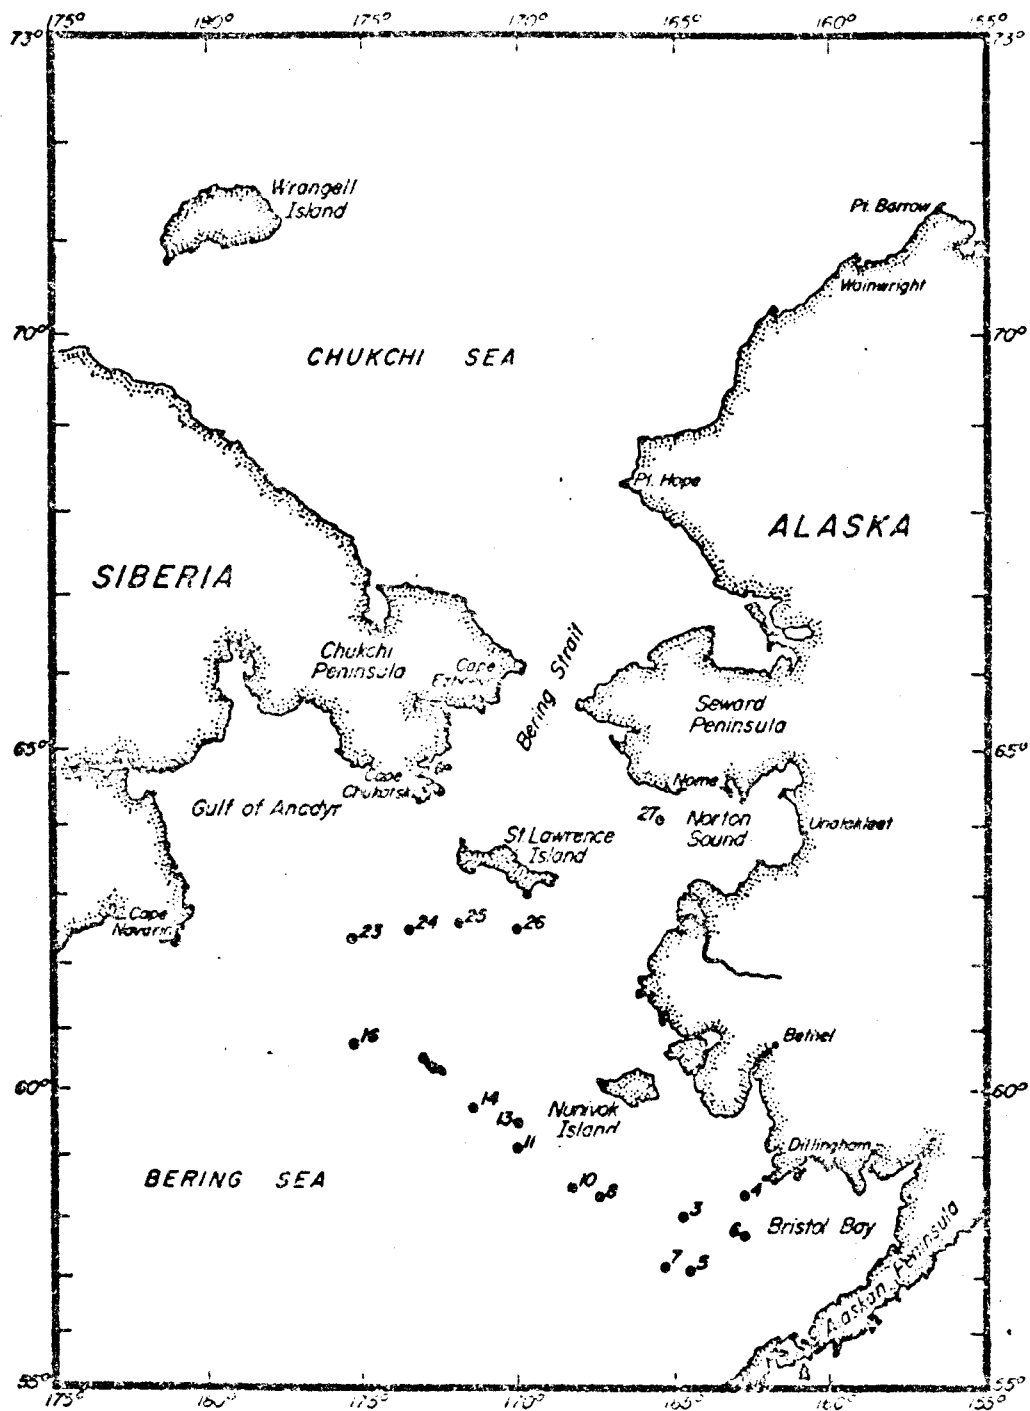 175° 180° 175° 170° 165° 160° 155°
73° 73°
Wrangell
Island
Pt. Barrow
Wainwright
70° 70°
CHUKCHI SEA
Pt. Hope
ALASKA
SIBERIA
Bering Strait
Chukchi
Peninsula
Cape
Seward
Peninsula
65° 65°
Cape
Chukotsk
Nome
Gulf of Anadyr
27 Norton
Sound
Unalakleet
St. Lawrence
Island
Cape
Navarin
23 24 25 26
16
Bethel
60° 60°
14
13
11
Nunivok
Island
Dillingham
BERING SEA
10 8
4
3
6 Bristol Bay
7 5
Alaskan Peninsula
55° 55°
175° 180° 175° 170° 165° 160° 155°